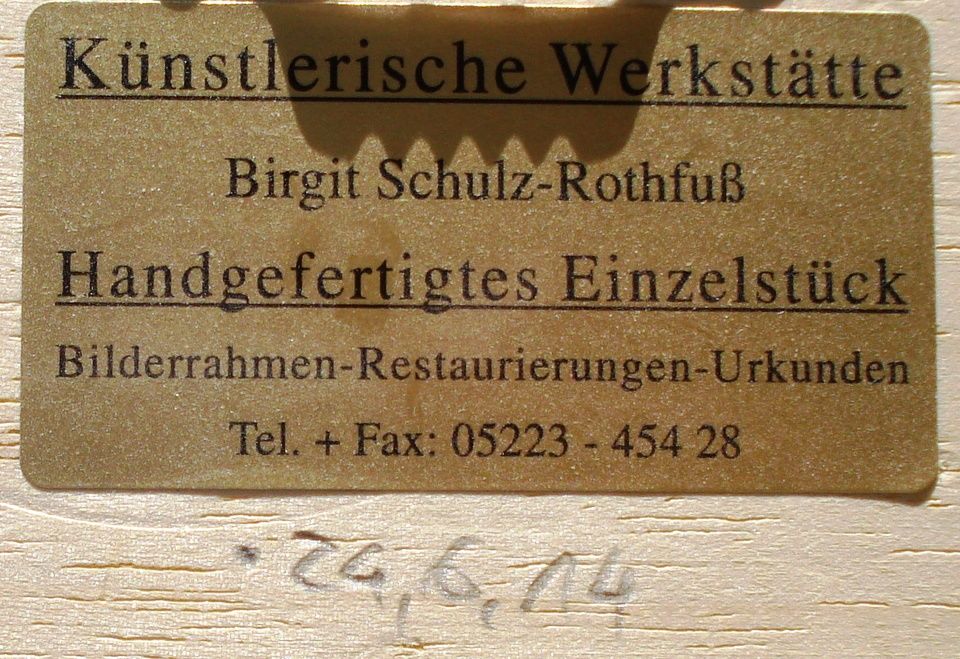 Künstlerische Werkstätte
Birgit Schulz-Rothfuß
Handgefertigtes Einzelstück
Bilderrahmen-Restaurierungen-Urkunden
Tel. + Fax: 05223 - 454 28
24,6,14